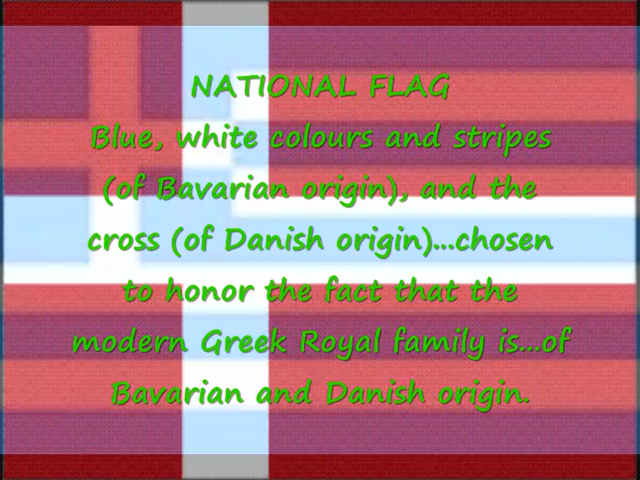 NATIONAL FLAG
Blue, white colours and stripes
(of Bavarian origin), and the
cross (of Danish origin)...chosen
to honor the fact that the
modern Greek Royal family is...of
Bavarian and Danish origin.